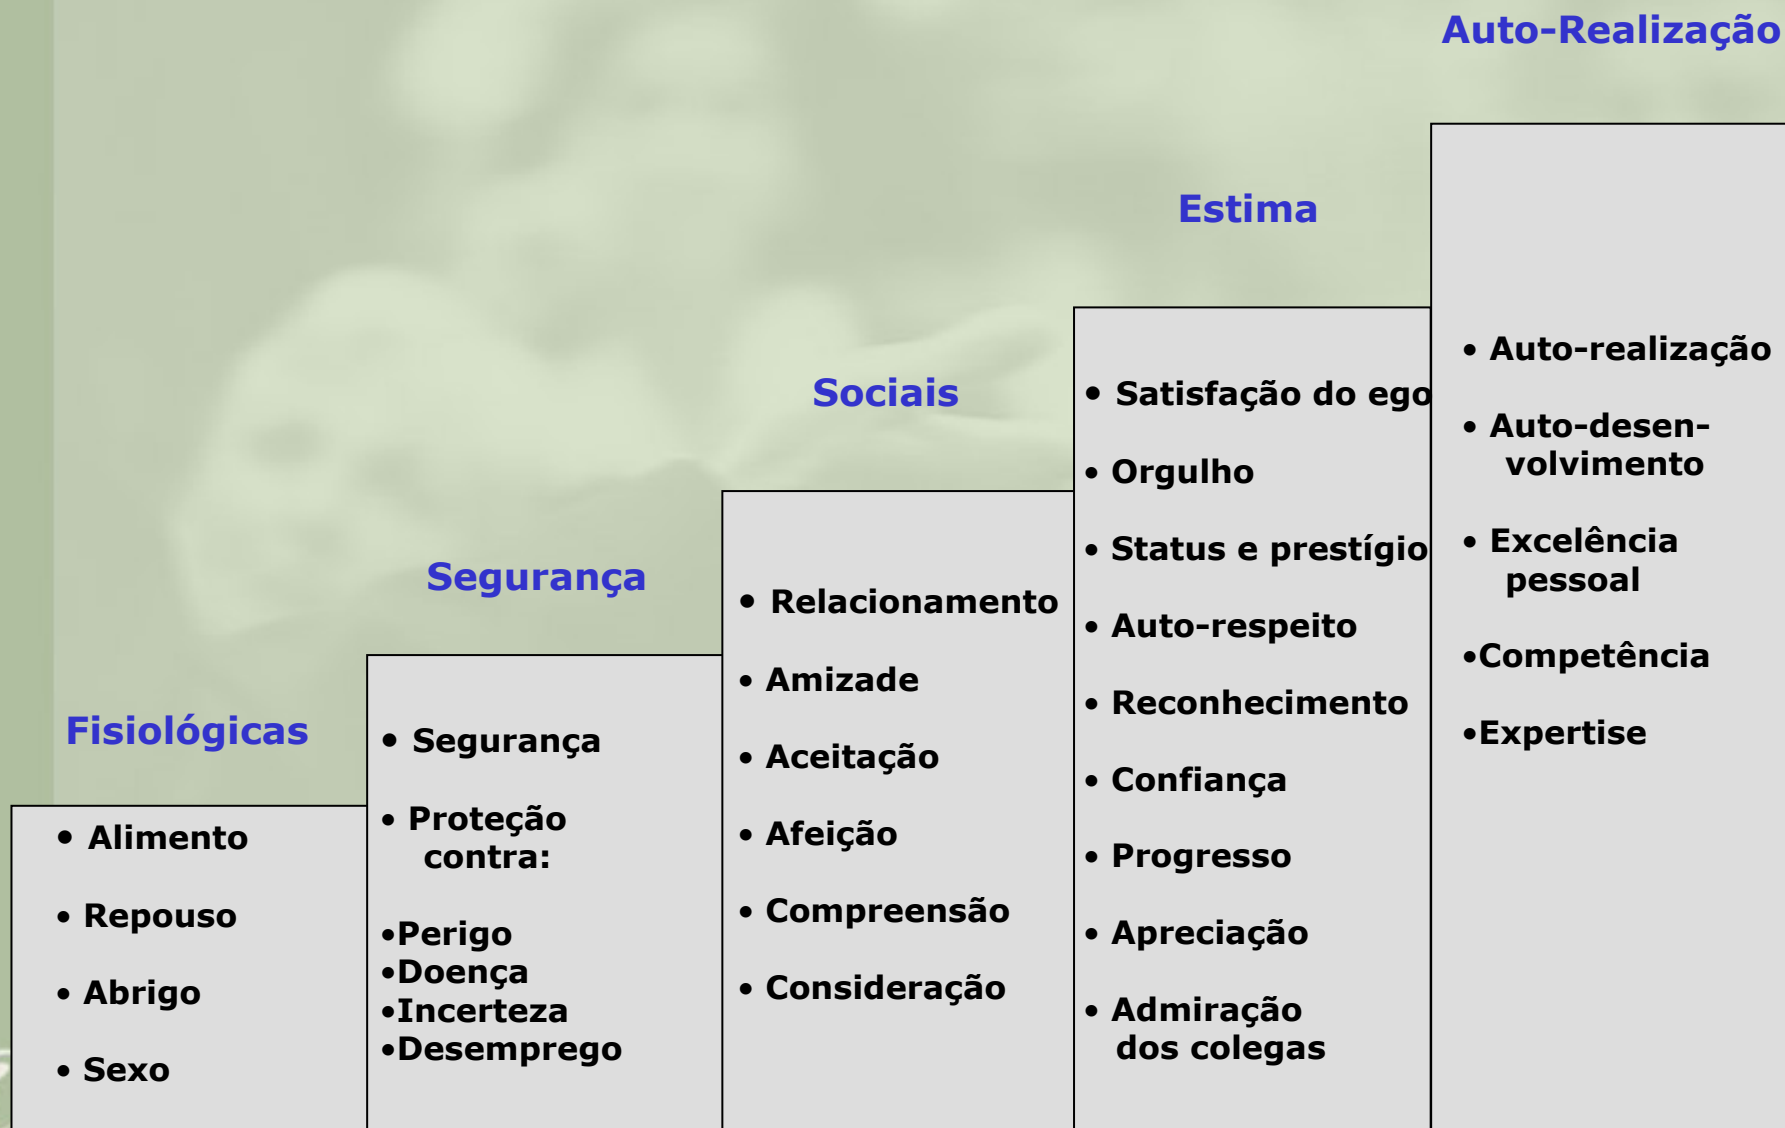 Fisiológicas
• Alimento
• Repouso
• Abrigo
• Sexo
Segurança
• Segurança
• Proteção
contra:
•Perigo
•Doença
•Incerteza
•Desemprego
Sociais
• Relacionamento
• Amizade
• Aceitação
• Afeição
• Compreensão
• Consideração
Estima
• Satisfação do ego
• Orgulho
• Status e prestígio
• Auto-respeito
• Reconhecimento
• Confiança
• Progresso
• Apreciação
• Admiração
dos colegas
Auto-Realização
• Auto-realização
• Auto-desen-
volvimento
• Excelência
pessoal
•Competência
•Expertise